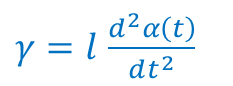 γ = l d²α(t) / dt²